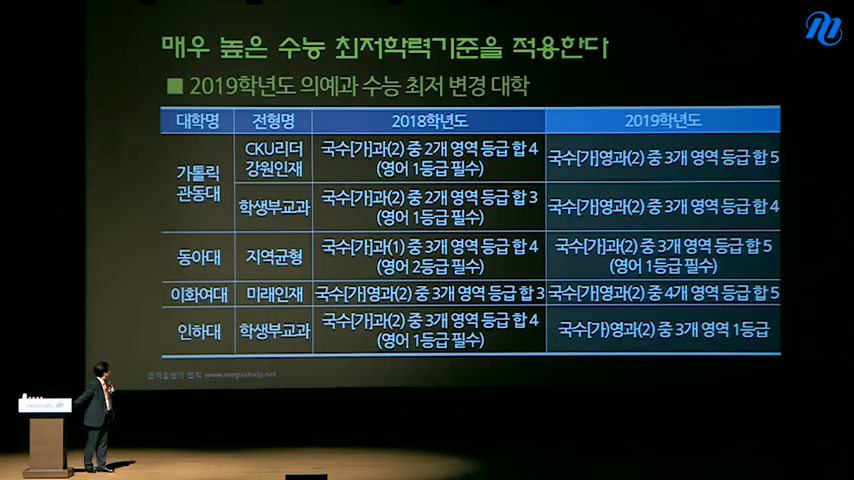 매우 높은 수능 최저학력기준을 적용한다
■ 2019학년도 의예과 수능 최저 변경 대학
대학명 전형명 2018학년도 2019학년도
가톨릭
관동대
CKU리더
강원인재
국수[가]과(2) 중 2개 영역 등급 합 4
(영어 1등급 필수)
국수[가]영과(2) 중 3개 영역 등급 합 5
학생부교과
국수[가]과(2) 중 2개 영역 등급 합 3
(영어 1등급 필수)
국수[가]영과(2) 중 3개 영역 등급 합 4
동아대
지역균형
국수[가]과(1) 중 3개 영역 등급 합 4
(영어 2등급 필수)
국수[가]과(2) 중 3개 영역 등급 합 5
(영어 1등급 필수)
이화여대 미래인재 국수[가]영과(2) 중 3개 영역 등급 합 3 국수[가]영과(2) 중 4개 영역 등급 합 5
인하대
학생부교과
국수[가]과(2) 중 3개 영역 등급 합 4
(영어 1등급 필수)
국수[가)영과(2) 중 3개 영역 1등급
www.megastudy.net